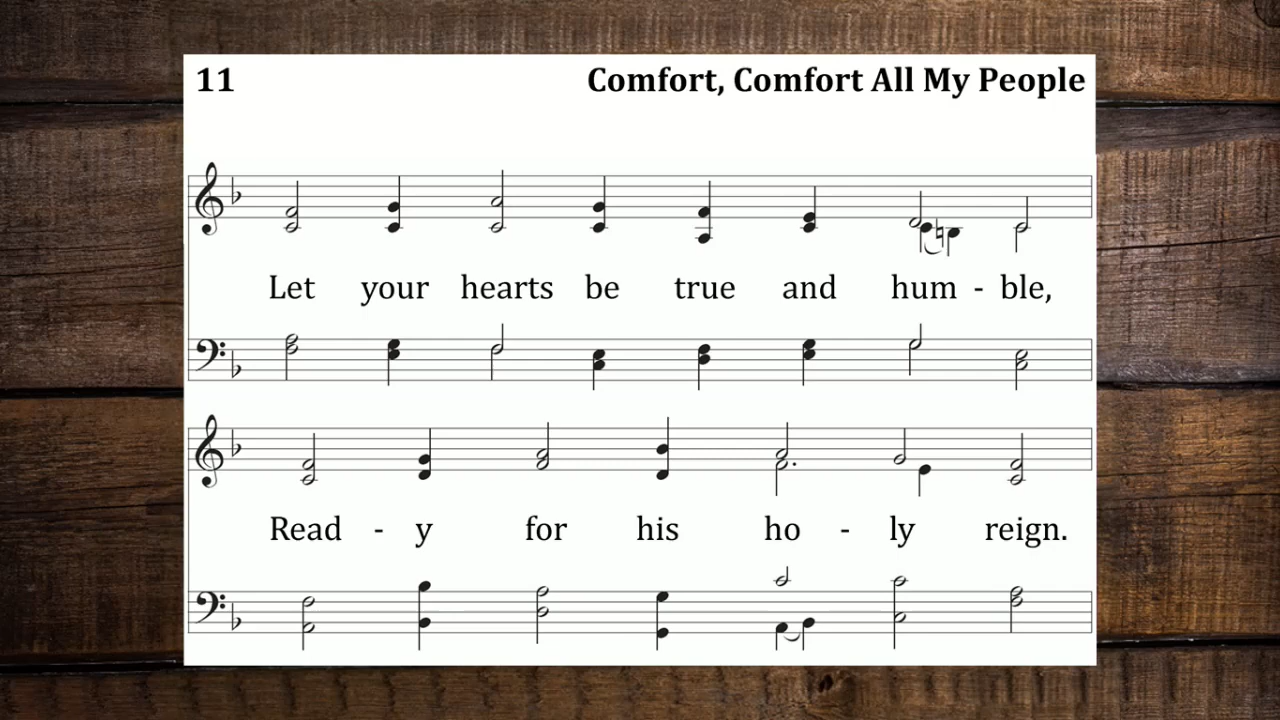 11 Comfort, Comfort All My People
Let your hearts be true and hum - ble,
Read - y for his ho - ly reign.